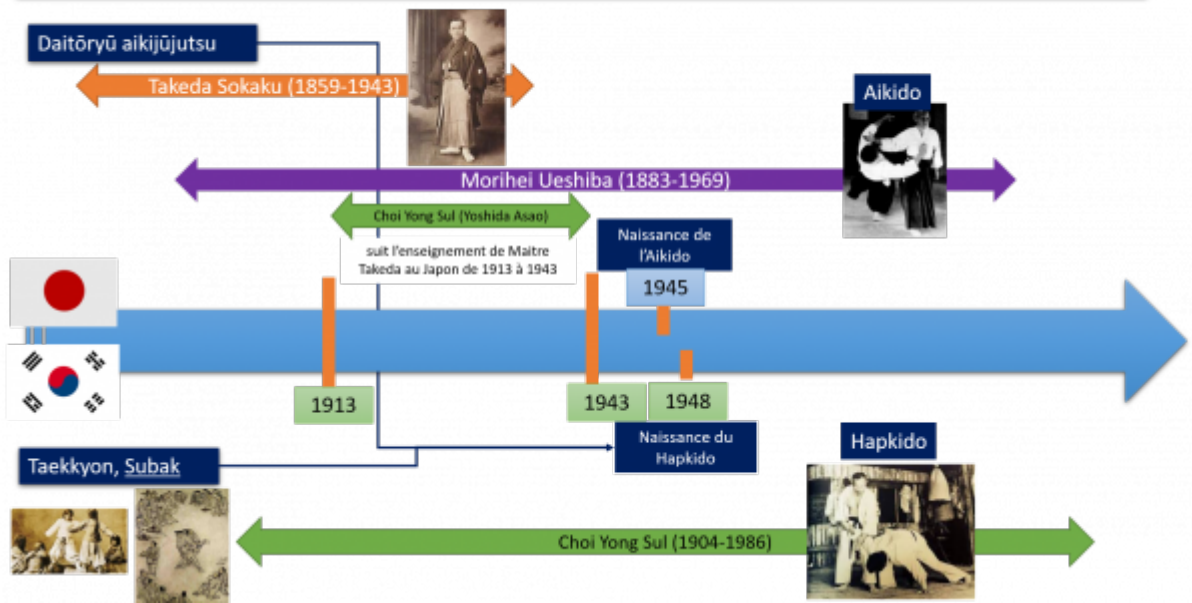 Daitōryū aikijūjutsu
Takeda Sokaku (1859-1943)
Aikido
Morihei Ueshiba (1883-1969)
Choi Yong Sul (Yoshida Asao)
suit l'enseignement de Maitre
Takeda au Japon de 1913 à 1943
Naissance de
l'Aikido
1945
1913
1943
1948
Naissance du
Hapkido
Taekkyon, Subak
Hapkido
Choi Yong Sul (1904-1986)